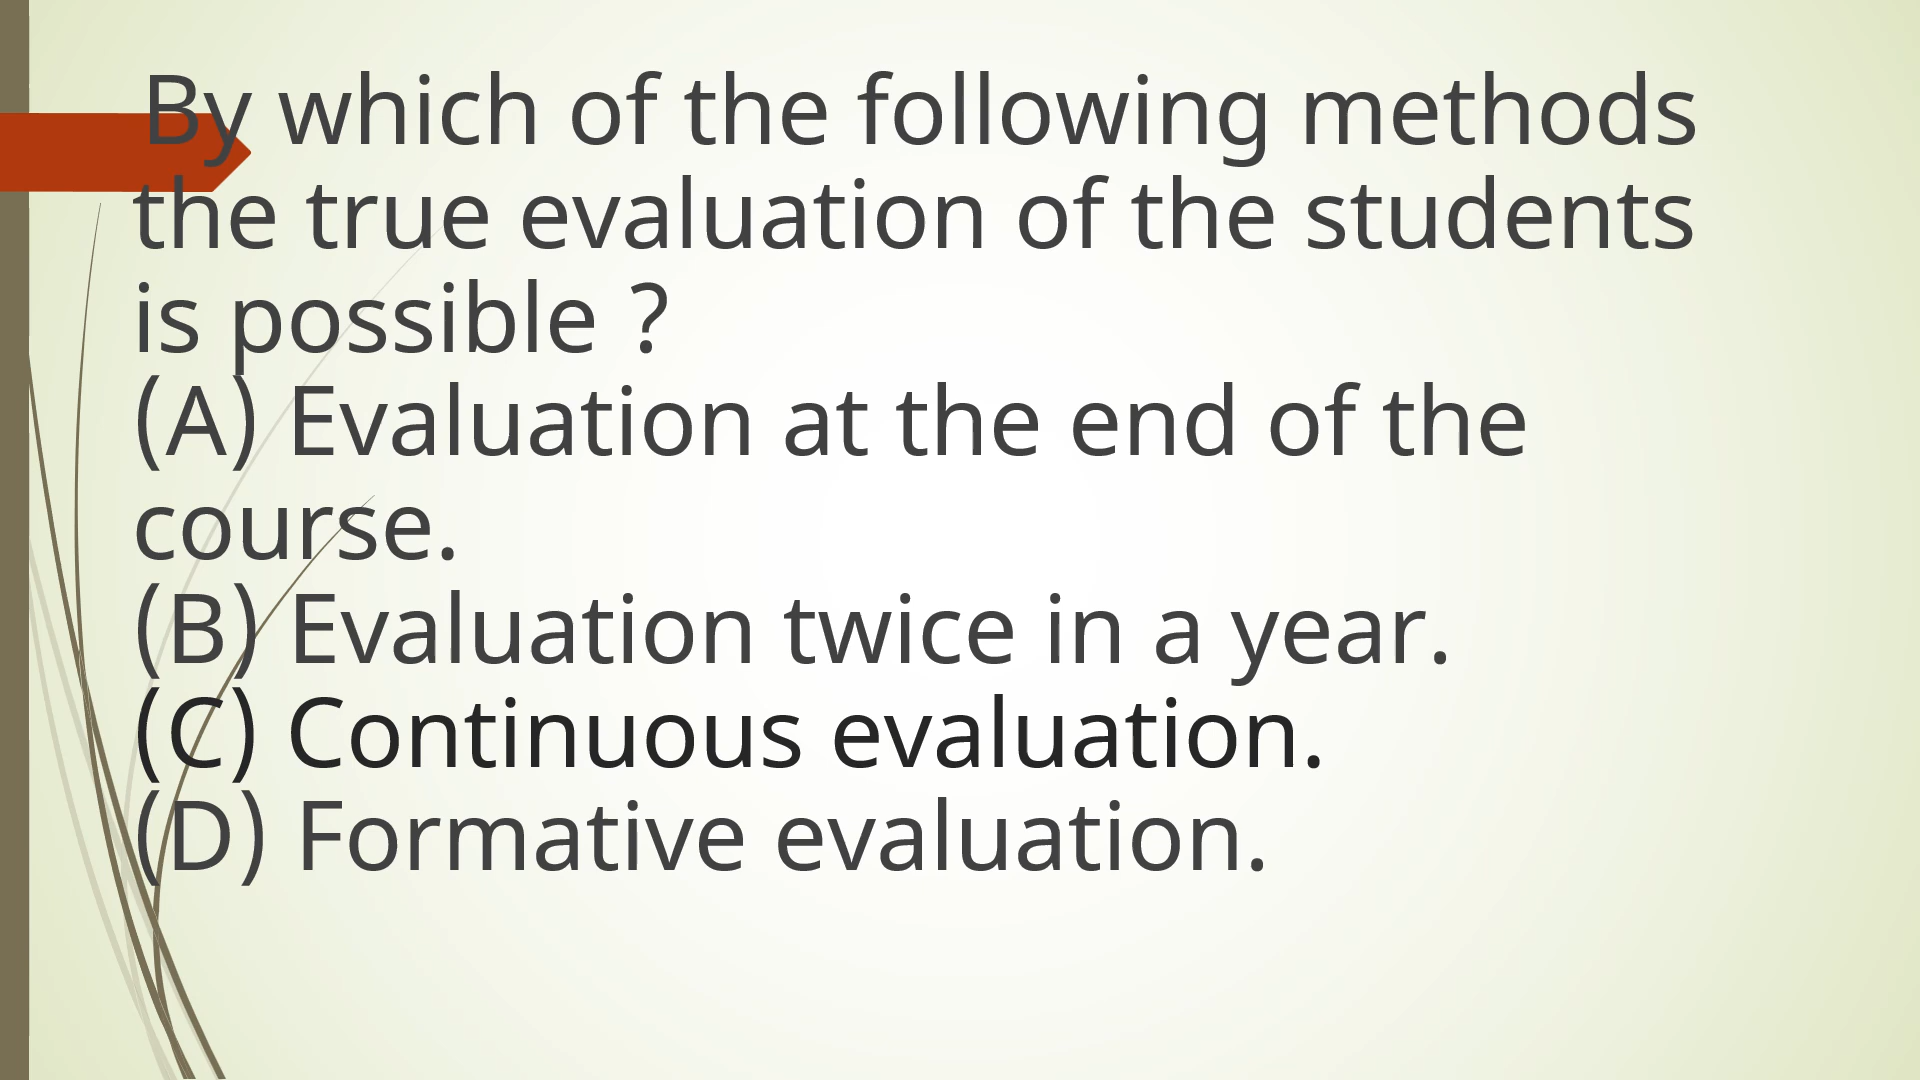 By which of the following methods
the true evaluation of the students
is possible ?
(A) Evaluation at the end of the
course.
(B) Evaluation twice in a year.
(C) Continuous evaluation.
(D) Formative evaluation.